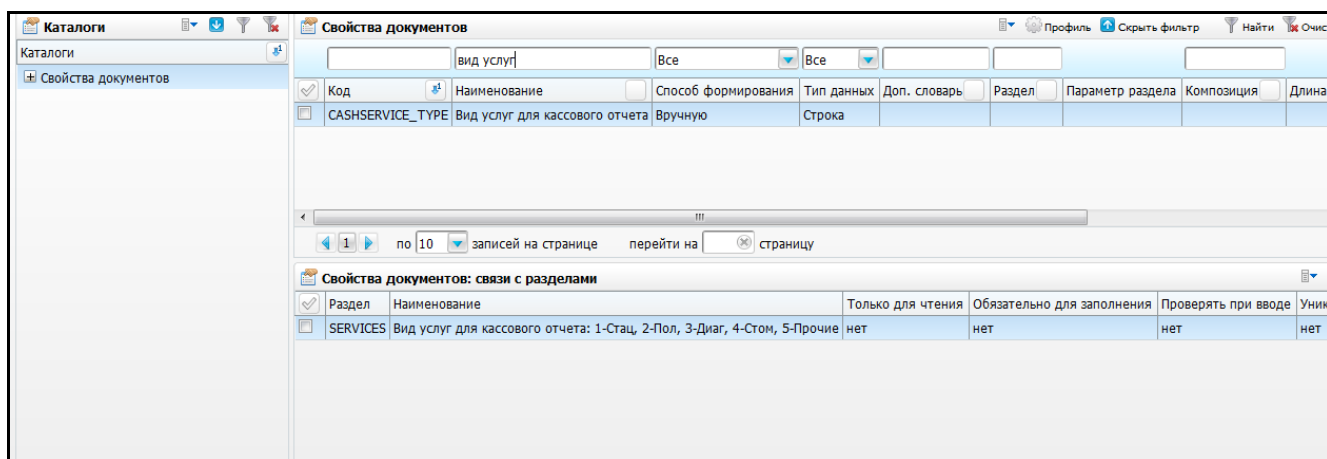 Каталоги
Каталоги
Свойства документов
Свойства документов
Профиль Скрыть фильтр Найти Очис
вид услуг Все Все
Код Наименование Способ формирования Тип данных Доп. словарь Раздел Параметр раздела Композиция Длина
CASHSERVICE_TYPE Вид услуг для кассового отчета Вручную Строка
1 по 10 записей на странице перейти на страницу
Свойства документов: связи с разделами
Раздел Наименование Только для чтения Обязательно для заполнения Проверять при вводе Уник
SERVICES Вид услуг для кассового отчета: 1-Стац, 2-Пол, 3-Диаг, 4-Стом, 5-Прочие нет нет нет нет